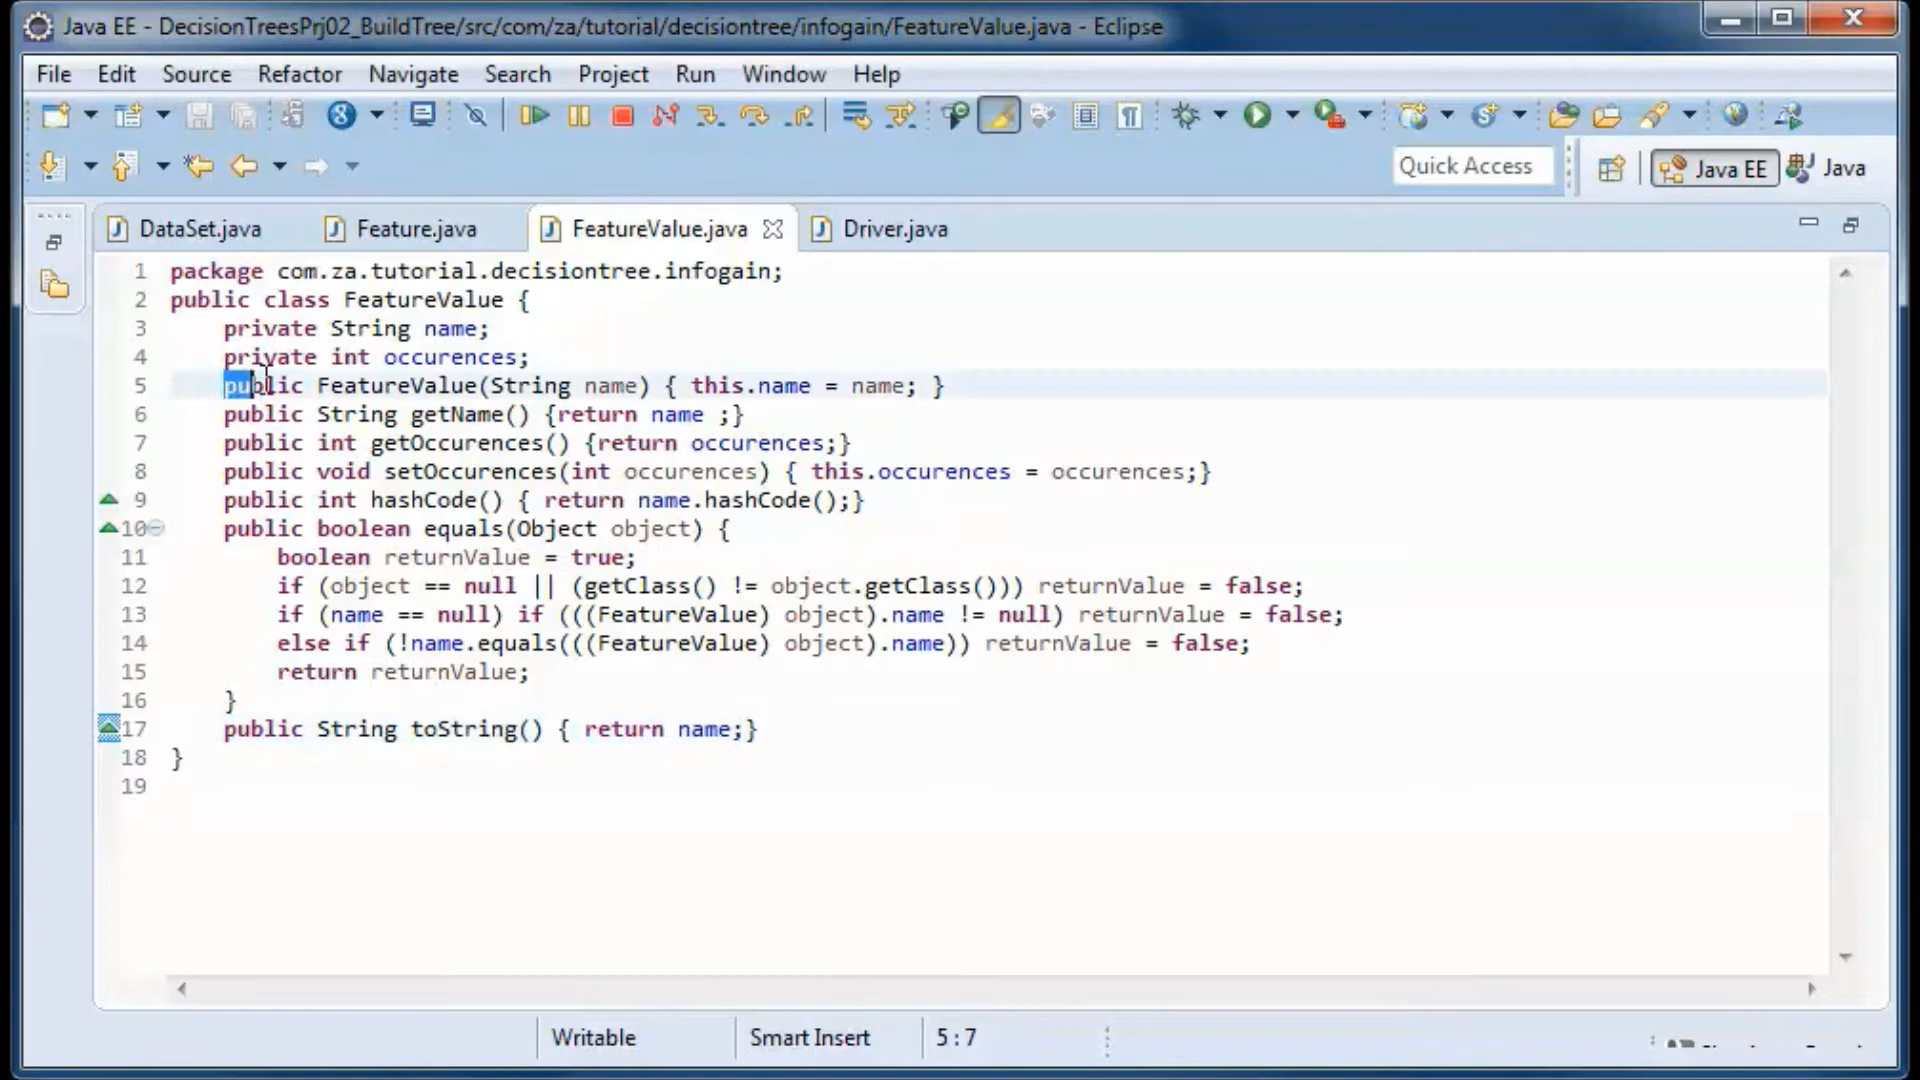 Java EE - DecisionTreesPrj02_BuildTree/src/com/za/tutorial/decisiontree/infogain/FeatureValue.java - Eclipse
File Edit Source Refactor Navigate Search Project Run Window Help
Quick Access Java EE Java
DataSet.java Feature.java FeatureValue.java Driver.java
1 package com.za.tutorial.decisiontree.infogain;
2 public class FeatureValue {
3     private String name;
4     private int occurences;
5     public FeatureValue(String name) { this.name = name; }
6     public String getName() {return name ;}
7     public int getOccurences() {return occurences;}
8     public void setOccurences(int occurences) { this.occurences = occurences;}
9     public int hashCode() { return name.hashCode();}
10     public boolean equals(Object object) {
11         boolean returnValue = true;
12         if (object == null || (getClass() != object.getClass())) returnValue = false;
13         if (name == null) if (((FeatureValue) object).name != null) returnValue = false;
14         else if (!name.equals(((FeatureValue) object).name)) returnValue = false;
15         return returnValue;
16     }
17     public String toString() { return name;}
18 }
19
Writable Smart Insert 5 : 7